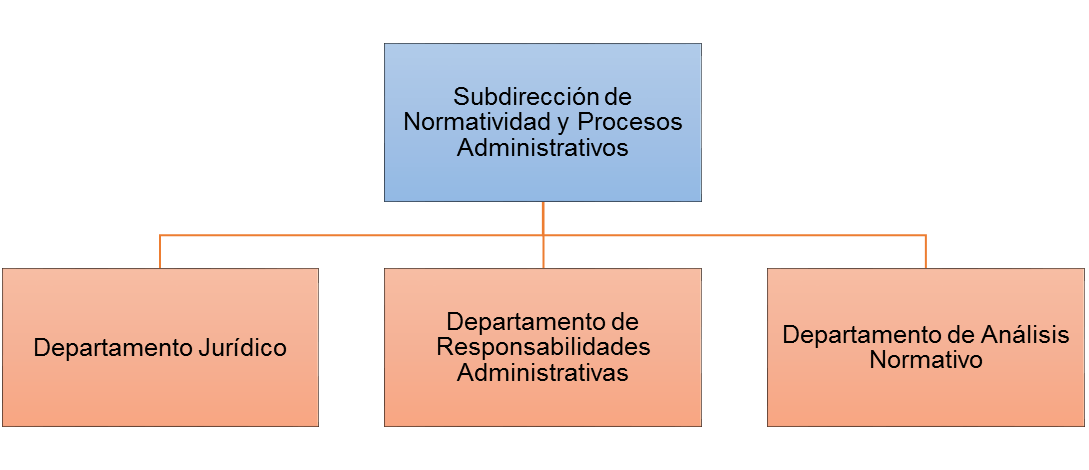 Subdirección de
Normatividad y Procesos
Administrativos
Departamento Jurídico
Departamento de
Responsabilidades
Administrativas
Departamento de Análisis
Normativo